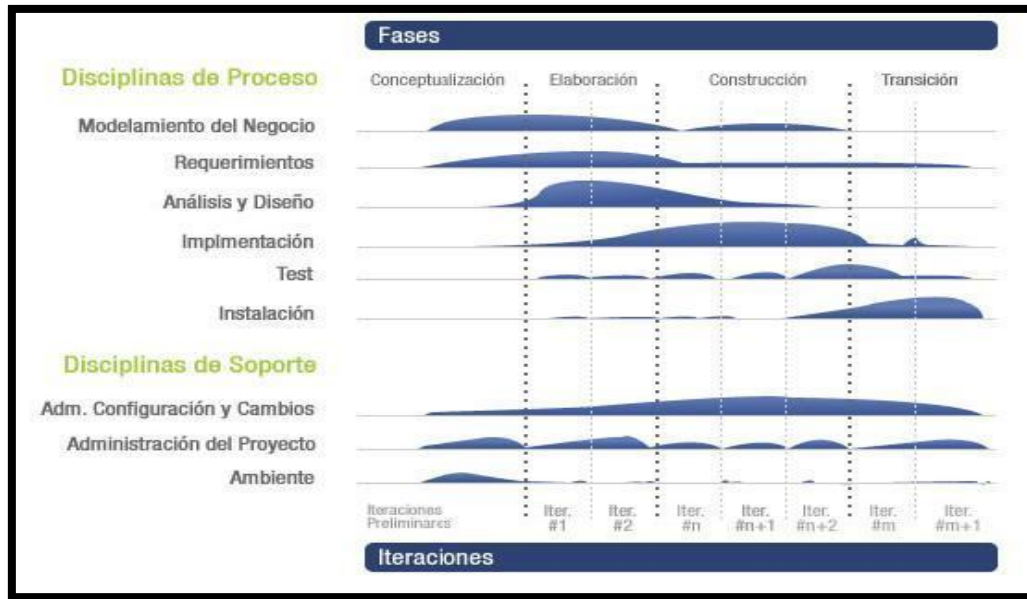 Fases
Disciplinas de Proceso
Conceptualización Elaboración Construcción Transición
Modelamiento del Negocio
Requerimientos
Análisis y Diseño
Implmentación
Test
Instalación
Disciplinas de Soporte
Adm. Configuración y Cambios
Administración del Proyecto
Ambiente
Iteraciones Preliminares
Iter. #1
Iter. #2
Iter. #n
Iter. #n+1
Iter. #n+2
Iter. #m
Iter. #m+1
Iteraciones